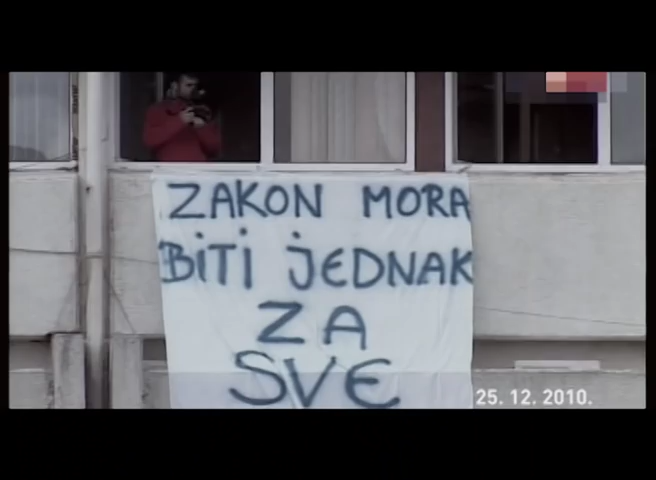 ZAKON MORA
BITI JEDNAK
ZA
SVE
25. 12. 2010.